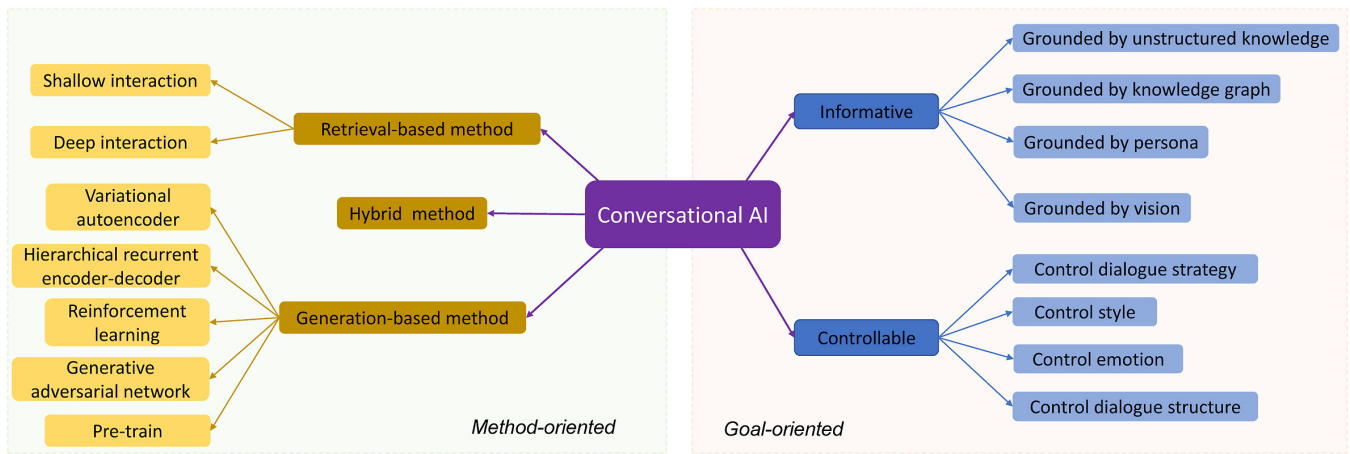 Shallow interaction
Deep interaction
Retrieval-based method
Variational
autoencoder
Hybrid method
Hierarchical recurrent
encoder-decoder
Reinforcement
learning
Generation-based method
Generative
adversarial network
Pre-train
Method-oriented
Conversational AI
Informative
Grounded by unstructured knowledge
Grounded by knowledge graph
Grounded by persona
Grounded by vision
Controllable
Control dialogue strategy
Control style
Control emotion
Control dialogue structure
Goal-oriented